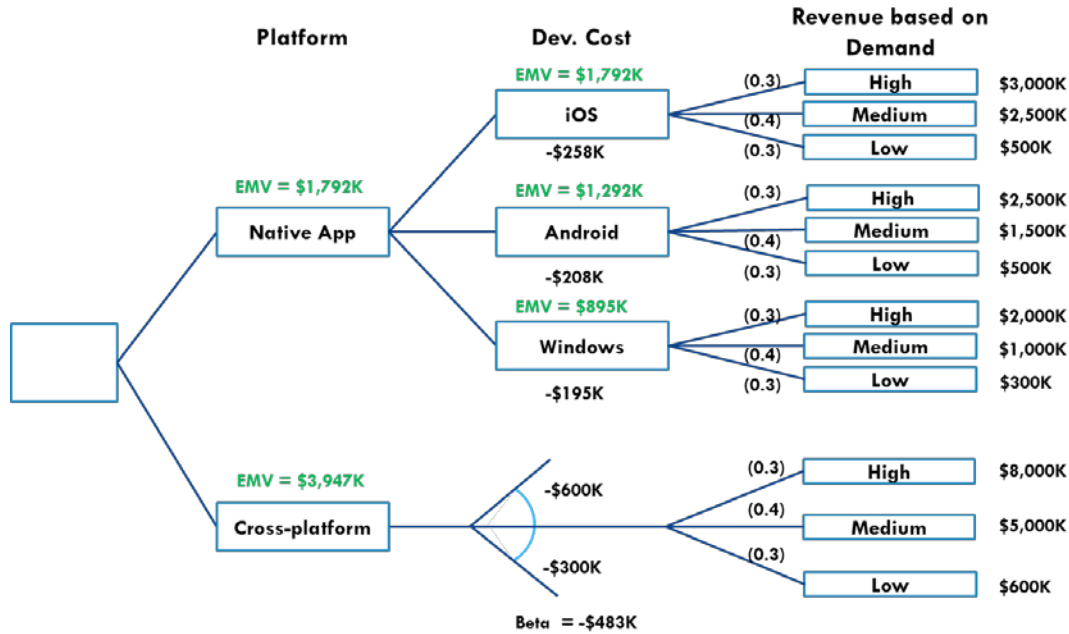 Platform
Dev. Cost
Revenue based on
Demand
EMV = $1,792K
iOS
-$258K
(0.3)
High
$3,000K
(0.4)
Medium
$2,500K
(0.3)
Low
$500K
EMV = $1,792K
Native App
EMV = $1,292K
Android
-$208K
(0.3)
High
$2,500K
(0.4)
Medium
$1,500K
(0.3)
Low
$500K
EMV = $895K
Windows
-$195K
(0.3)
High
$2,000K
(0.4)
Medium
$1,000K
(0.3)
Low
$300K
EMV = $3,947K
Cross-platform
-$600K
-$300K
Beta = -$483K
(0.3)
High
$8,000K
(0.4)
Medium
$5,000K
(0.3)
Low
$600K